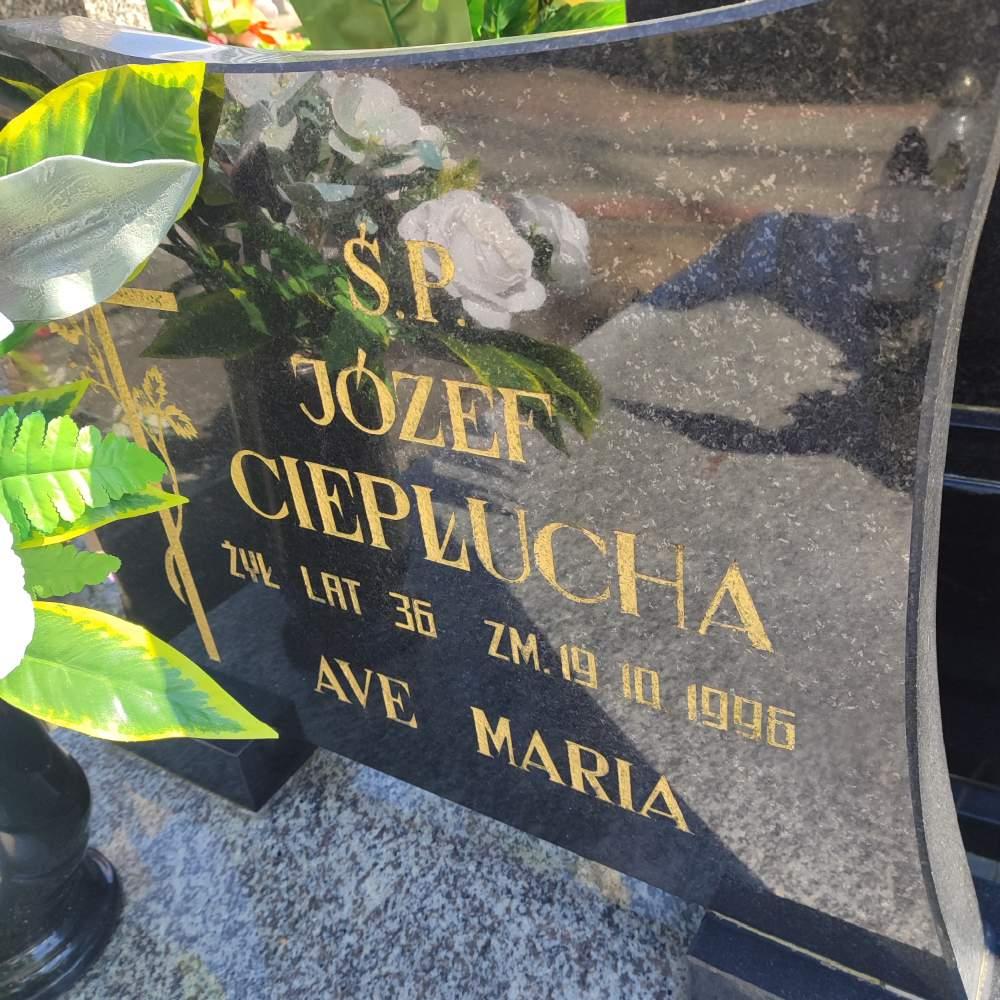 Ś.P.
JÓZEF
CIEPŁUCHA
ŻYŁ LAT 36 ZM. 19 10 1996
AVE MARIA